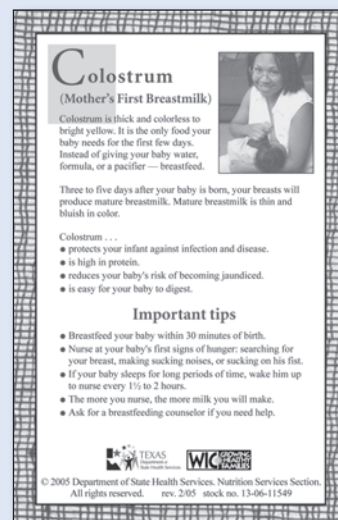 Colostrum
(Mother's First Breastmilk)
Colostrum is thick and colorless to
bright yellow. It is the only food your
baby needs for the first few days.
Instead of giving your baby water,
formula, or a pacifier — breastfeed.
Three to five days after your baby is born, your breasts will
produce mature breastmilk. Mature breastmilk is thin and
bluish in color.
Colostrum . . .
● protects your infant against infection and disease.
● is high in protein.
● reduces your baby's risk of becoming jaundiced.
● is easy for your baby to digest.
Important tips
● Breastfeed your baby within 30 minutes of birth.
● Nurse at your baby's first signs of hunger: searching for
your breast, making sucking noises, or sucking on his fist.
● If your baby sleeps for long periods of time, wake him up
to nurse every 1½ to 2 hours.
● The more you nurse, the more milk you will make.
● Ask for a breastfeeding counselor if you need help.
TEXAS
Department of
State Health Services
WIC GROWING
HEALTHY
FAMILIES
© 2005 Department of State Health Services. Nutrition Services Section.
All rights reserved. rev. 2/05 stock no. 13-06-11549